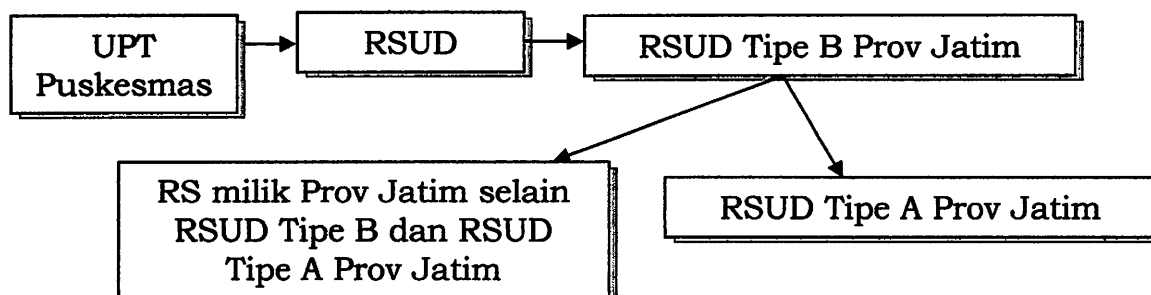 UPT
Puskesmas
RSUD
RSUD Tipe B Prov Jatim
RS milik Prov Jatim selain
RSUD Tipe B dan RSUD
Tipe A Prov Jatim
RSUD Tipe A Prov Jatim